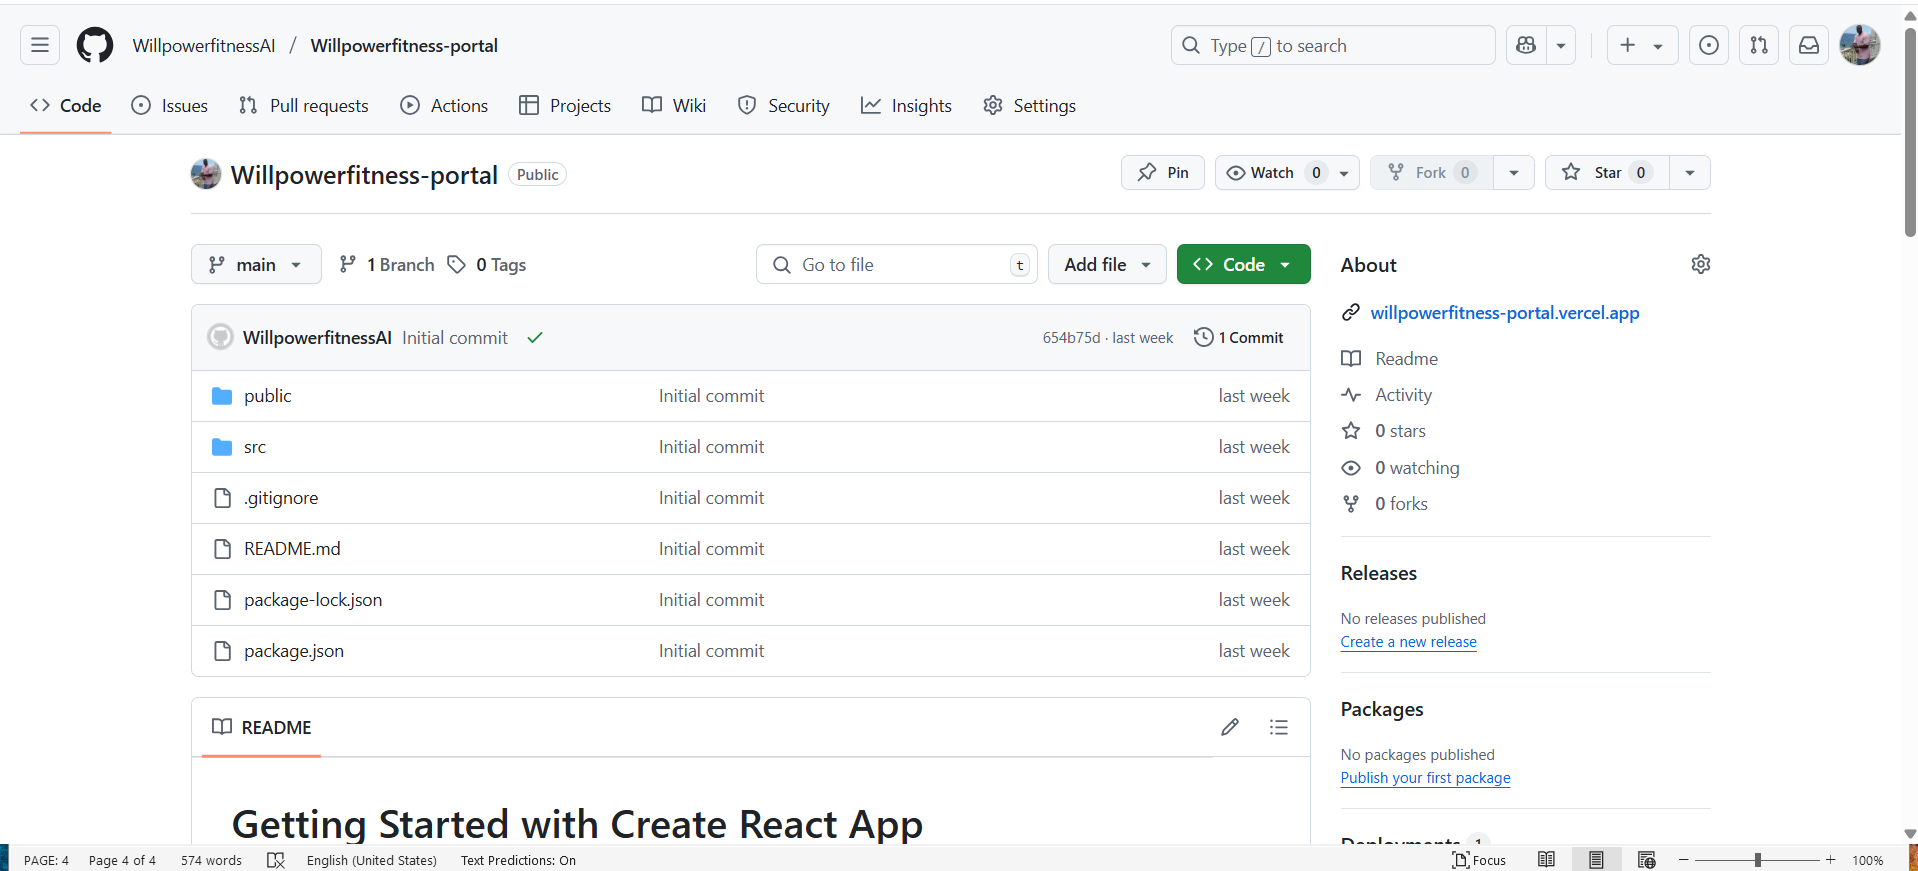 WillpowerfitnessAI / Willpowerfitness-portal
Type / to search
Code Issues Pull requests Actions Projects Wiki Security Insights Settings
Willpowerfitness-portal Public
Pin Watch 0 Fork 0 Star 0
main 1 Branch 0 Tags Go to file t Add file Code
WillpowerfitnessAI Initial commit 654b75d · last week 1 Commit
public Initial commit last week
src Initial commit last week
.gitignore Initial commit last week
README.md Initial commit last week
package-lock.json Initial commit last week
package.json Initial commit last week
README
Getting Started with Create React App
About
willpowerfitness-portal.vercel.app
Readme
Activity
0 stars
0 watching
0 forks
Releases
No releases published
Create a new release
Packages
No packages published
Publish your first package
Deployments 1
PAGE: 4 Page 4 of 4 574 words English (United States) Text Predictions: On Focus 100%